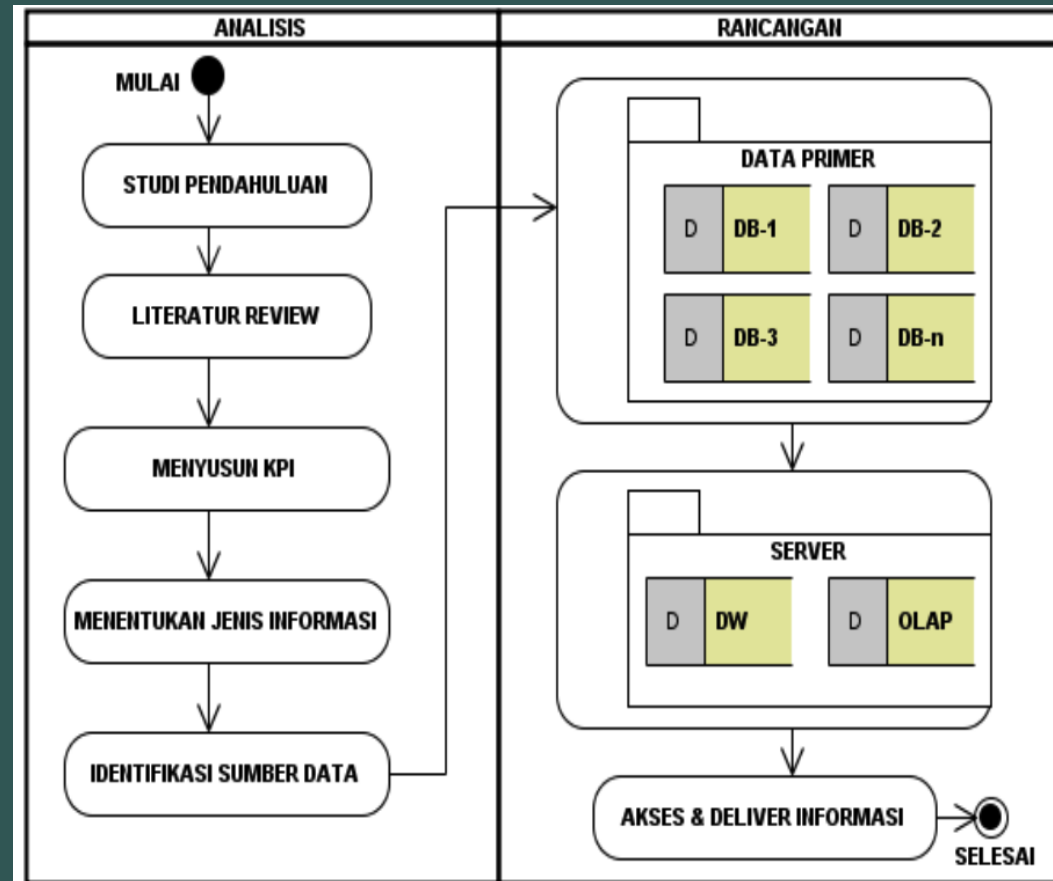 ANALISIS
MULAI
STUDI PENDAHULUAN
LITERATUR REVIEW
MENYUSUN KPI
MENENTUKAN JENIS INFORMASI
IDENTIFIKASI SUMBER DATA
RANCANGAN
DATA PRIMER
D DB-1 D DB-2
D DB-3 D DB-n
SERVER
D DW D OLAP
AKSES & DELIVER INFORMASI
SELESAI